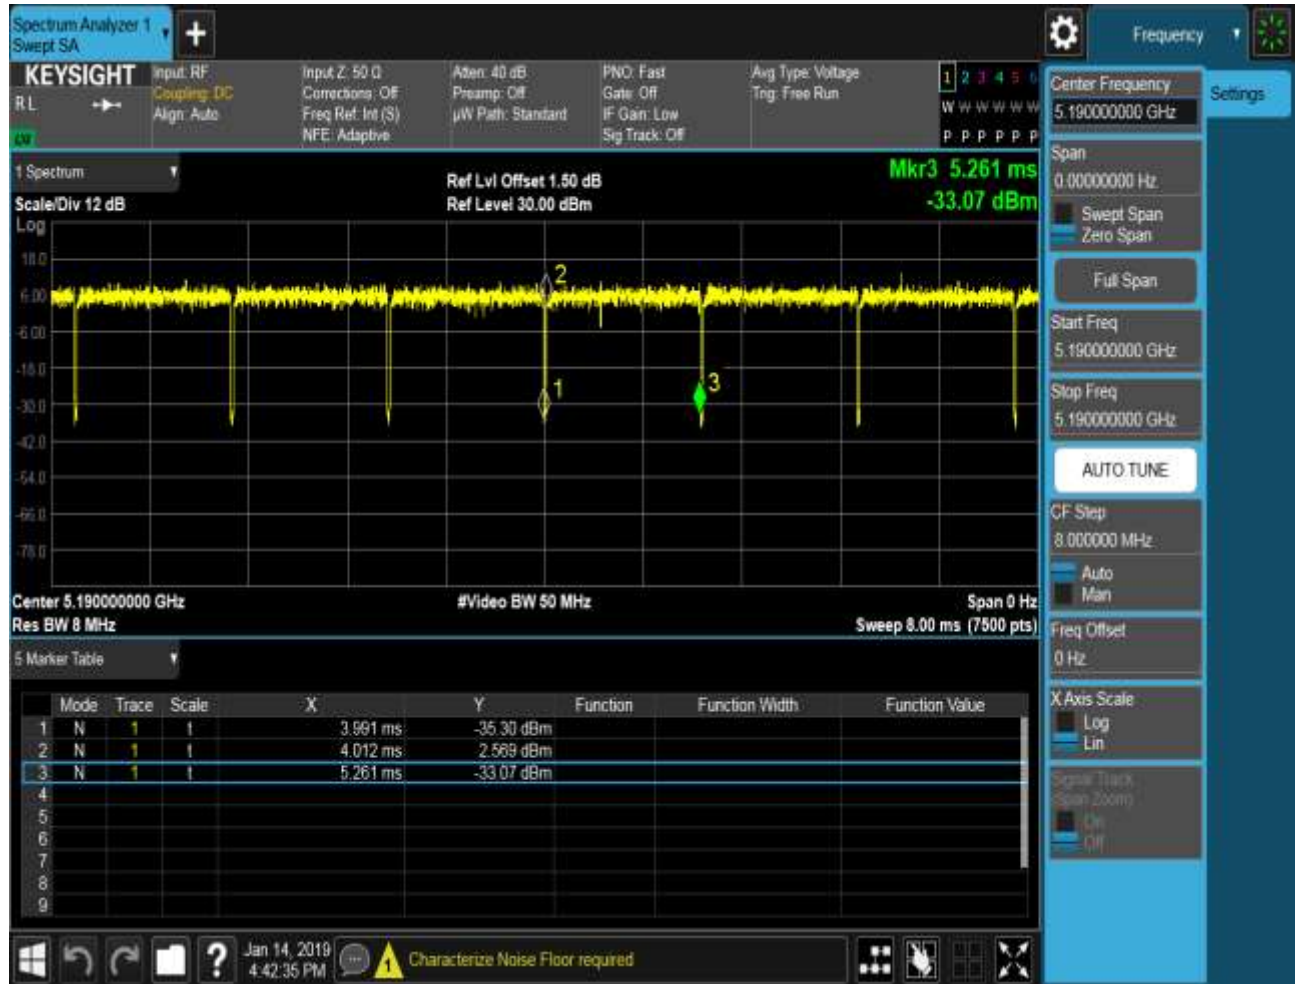 Spectrum Analyzer 1
Swept SA
+
Frequency
KEYSIGHT
RL
Input: RF
Coupling: DC
Align: Auto
Input Z: 50 Ω
Corrections: Off
Freq Ref: Int (S)
NFE: Adaptive
Atten: 40 dB
Preamp: Off
µW Path: Standard
PNO: Fast
Gate: Off
IF Gain: Low
Sig Track: Off
Avg Type: Voltage
Trig: Free Run
1 2 3 4 5 6
W W W W W W
P P P P P P
1 Spectrum
Scale/Div 12 dB
Log
Ref Lvl Offset 1.50 dB
Ref Level 30.00 dBm
Mkr3 5.261 ms
-33.07 dBm
18.0
6.00
-6.00
-18.0
-30.0
-42.0
-54.0
-66.0
-78.0
2
1
3
Center 5.190000000 GHz
Res BW 8 MHz
#Video BW 50 MHz
Span 0 Hz
Sweep 8.00 ms (7500 pts)
5 Marker Table
Mode Trace Scale X Y Function Function Width Function Value
1 N 1 t 3.991 ms -35.30 dBm
2 N 1 t 4.012 ms 2.569 dBm
3 N 1 t 5.261 ms -33.07 dBm
4
5
6
7
8
9
Jan 14, 2019
4:42:35 PM
Characterize Noise Floor required
Center Frequency
5.190000000 GHz
Settings
Span
0.00000000 Hz
Swept Span
Zero Span
Full Span
Start Freq
5.190000000 GHz
Stop Freq
5.190000000 GHz
AUTO TUNE
CF Step
8.000000 MHz
Auto
Man
Freq Offset
0 Hz
X Axis Scale
Log
Lin
Signal Track
(Span Zoom)
On
Off